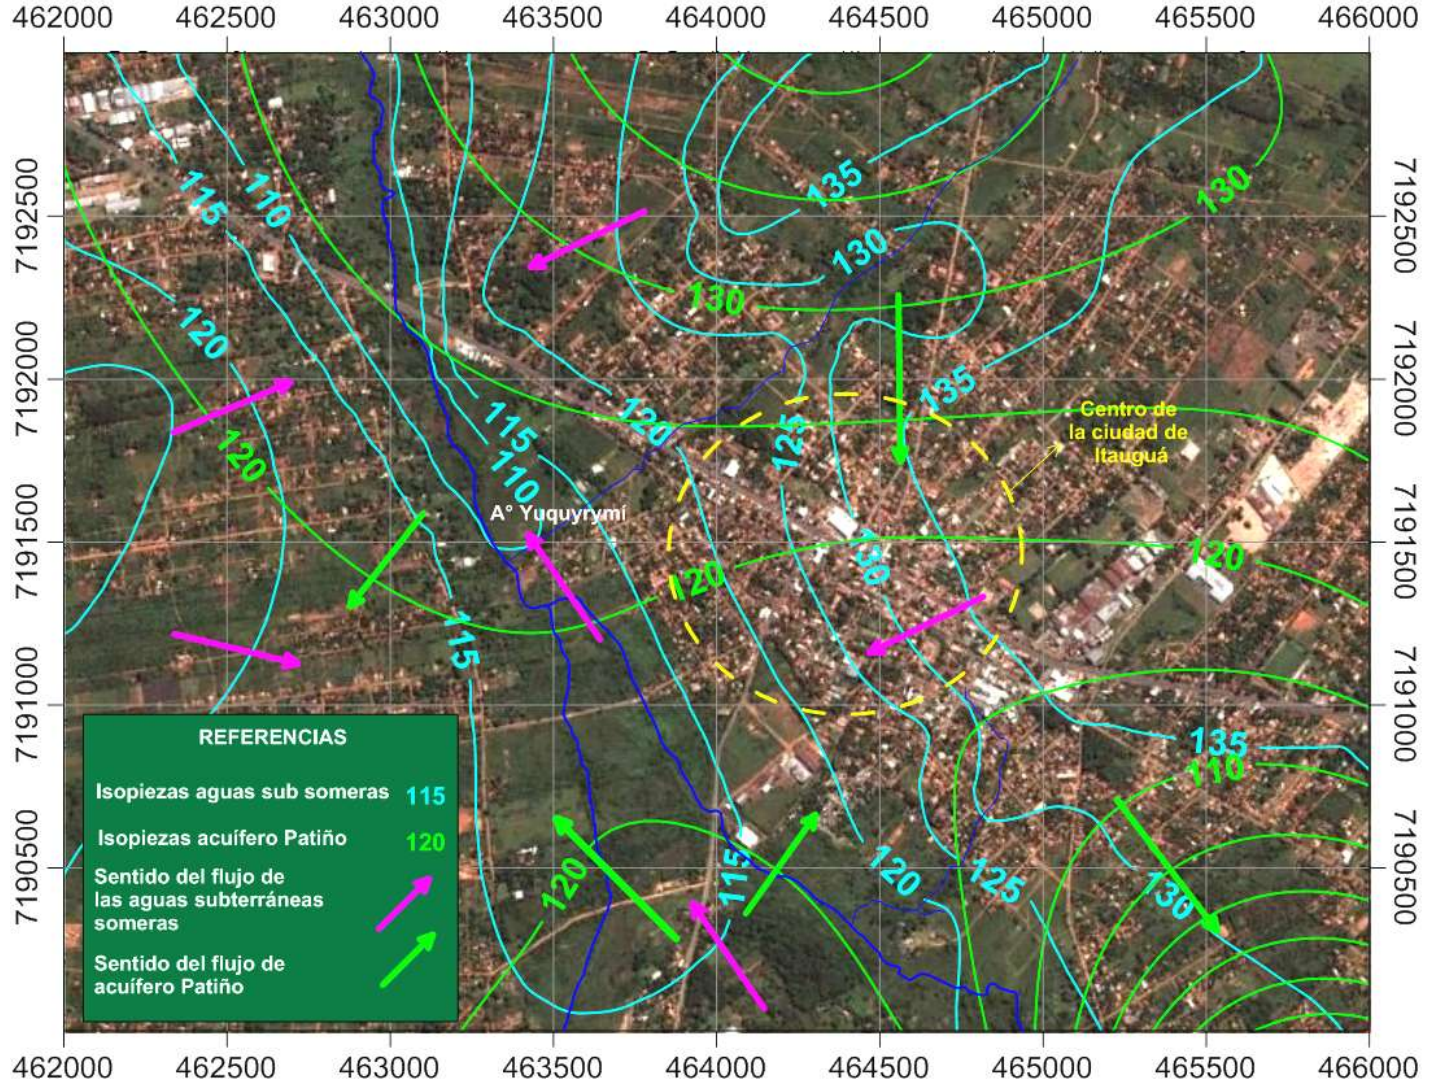 462000 462500 463000 463500 464000 464500 465000 465500 466000
7192500
7192000
7191500
7191000
7190500
7192500
7192000
7191500
7191000
7190500
115
110
135
130
130
130
120
135
120
115
120
125
Centro de
la ciudad de
Itauguá
120
110
A° Yuquyrymí
130
120
120
115
135
110
115
120
120
125
130
REFERENCIAS
Isopiezas aguas sub someras 115
Isopiezas acuífero Patiño 120
Sentido del flujo de
las aguas subterráneas
someras
Sentido del flujo de
acuífero Patiño
462000 462500 463000 463500 464000 464500 465000 465500 466000